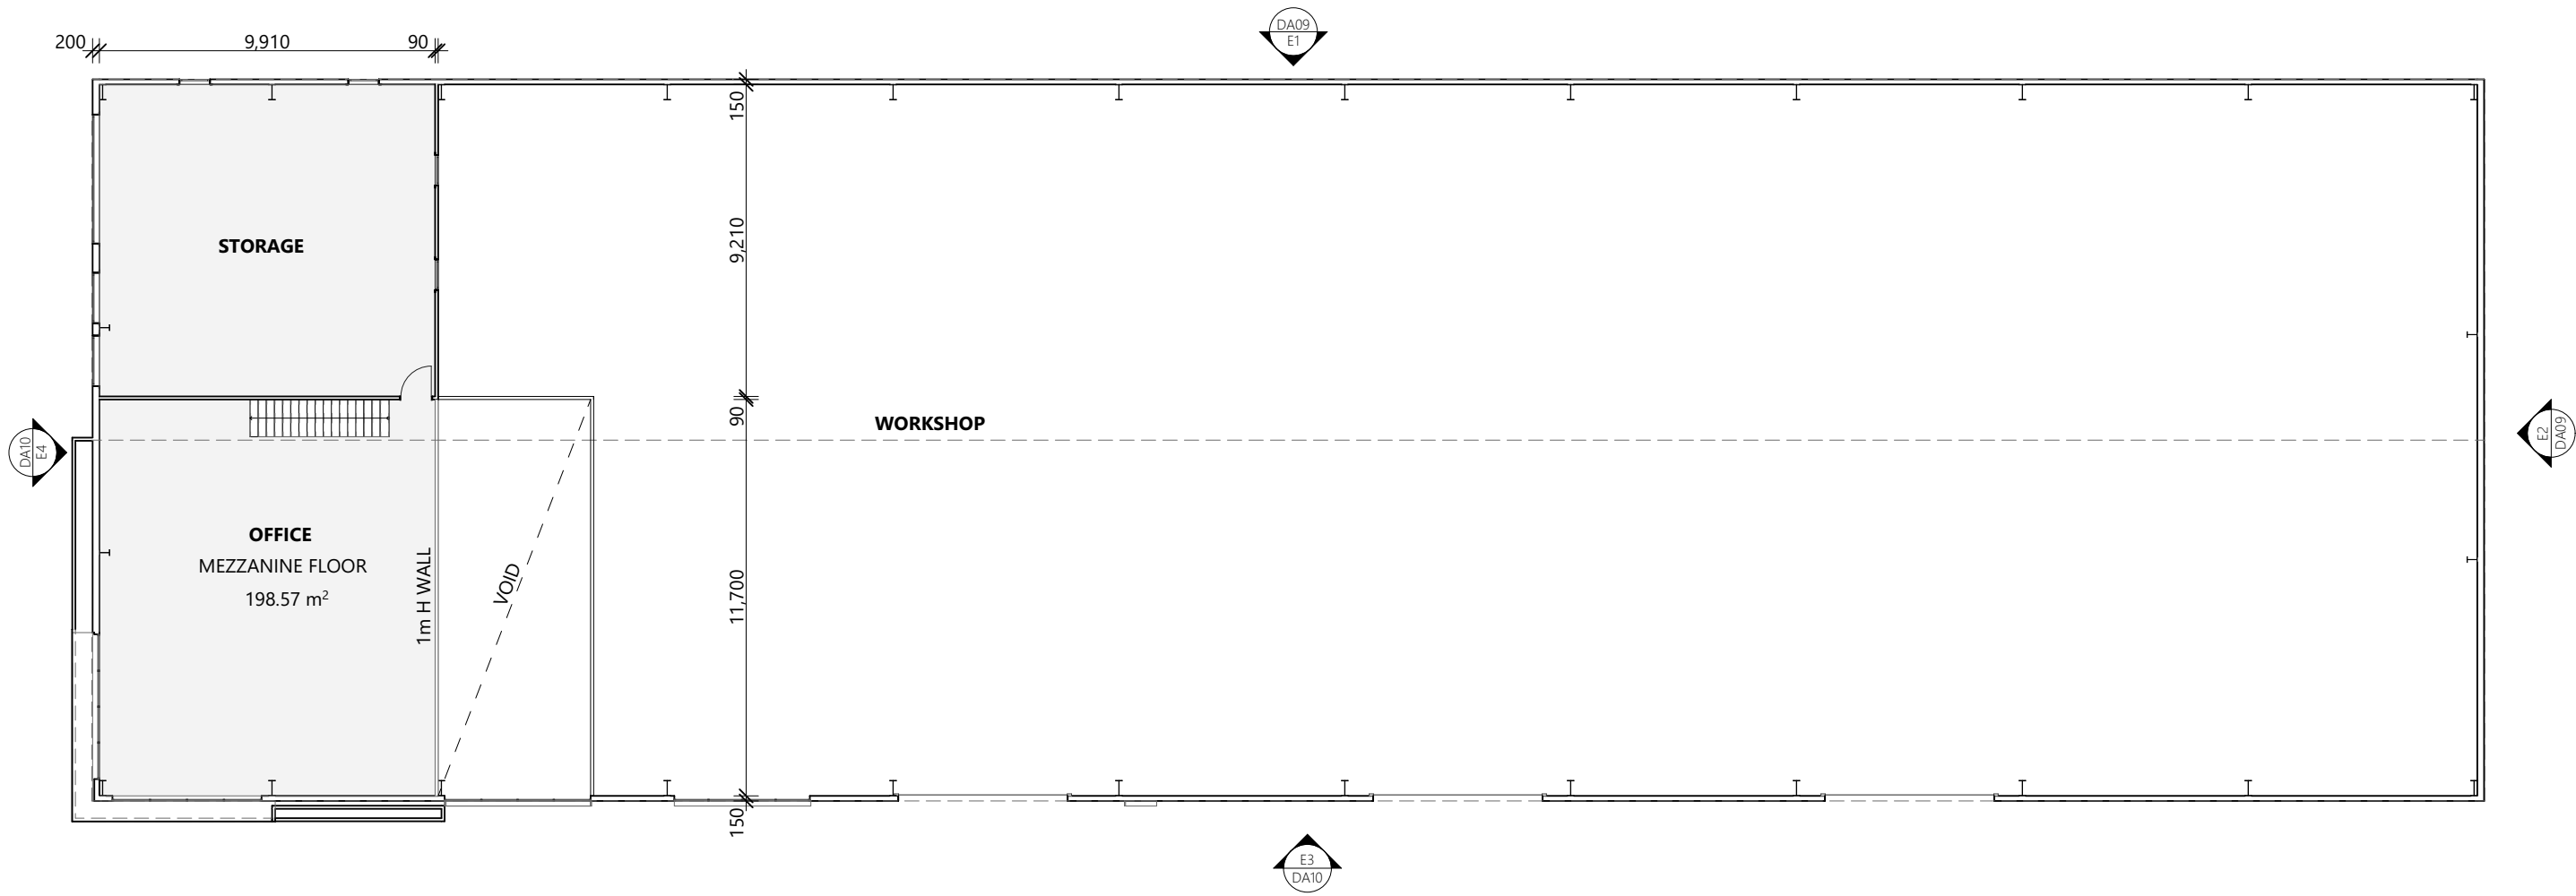 DA09
E1
200
9,910
90
150
STORAGE
9,210
90
WORKSHOP
DA10
E4
E2
DA09
OFFICE
MEZZANINE FLOOR
198.57 m²
1m H WALL
VOID
11,700
150
E3
DA10